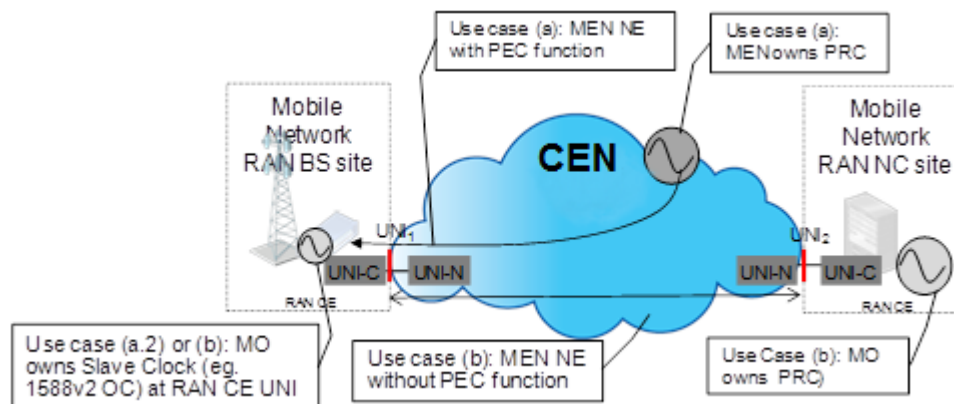 Use case (a): MEN NE
with PEC function
Use case (a):
MEN owns PRC
Mobile
Network
RAN BS site
Mobile
Network
RAN NC site
CEN
UNI1
UNI2
UNI-C
UNI-N
UNI-N
UNI-C
RAN CE
RAN CE
Use case (a.2) or (b): MO
owns Slave Clock (eg.
1588v2 OC) at RAN CE UNI
Use case (b): MEN NE
without PEC function
Use Case (b): MO
owns PRC)